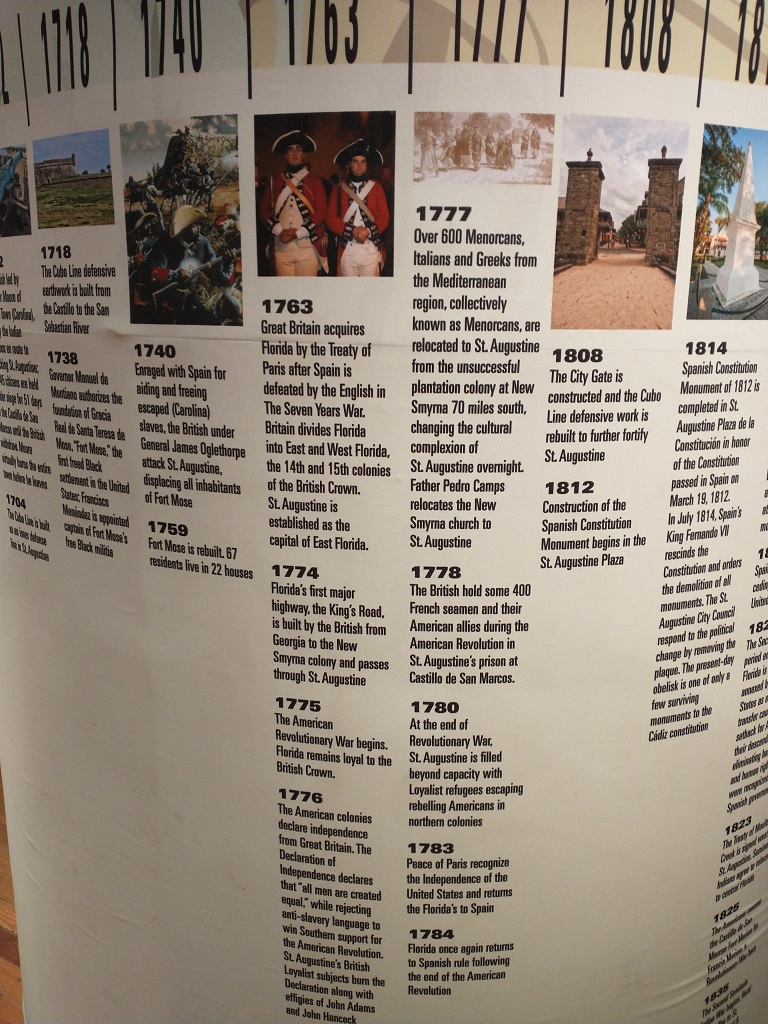 1718
1740
1763
1777
1808
1718
The Cubo Line defensive
earthwork is built from
the Castillo to the San
Sebastian River
1738
Governor Manuel de
Montiano authorizes the
foundation of Gracia
Real de Santa Teresa de
Mose, "Fort Mose," the
first freed Black
settlement in the United
States; Francisco
Menéndez is appointed
captain of Fort Mose's
free Black militia
1704
The Cubo Line is built
as an inner defense
line in St. Augustine
1740
Enraged with Spain for
aiding and freeing
escaped (Carolina)
slaves, the British under
General James Oglethorpe
attack St. Augustine,
displacing all inhabitants
of Fort Mose
1759
Fort Mose is rebuilt. 67
residents live in 22 houses
1763
Great Britain acquires
Florida by the Treaty of
Paris after Spain is
defeated by the English in
The Seven Years War.
Britain divides Florida
into East and West Florida,
the 14th and 15th colonies
of the British Crown.
St. Augustine is
established as the
capital of East Florida.
1774
Florida's first major
highway, the King's Road,
is built by the British from
Georgia to the New
Smyrna colony and passes
through St. Augustine
1775
The American
Revolutionary War begins.
Florida remains loyal to the
British Crown.
1776
The American colonies
declare independence
from Great Britain. The
Declaration of
Independence declares
that "all men are created
equal," while rejecting
anti-slavery language to
win Southern support for
the American Revolution.
St. Augustine's British
Loyalist subjects burn the
Declaration along with
effigies of John Adams
and John Hancock
1777
Over 600 Menorcans,
Italians and Greeks from
the Mediterranean
region, collectively
known as Menorcans, are
relocated to St. Augustine
from the unsuccessful
plantation colony at New
Smyrna 70 miles south,
changing the cultural
complexion of
St. Augustine overnight.
Father Pedro Camps
relocates the New
Smyrna church to
St. Augustine
1778
The British hold some 400
French seamen and their
American allies during the
American Revolution in
St. Augustine's prison at
Castillo de San Marcos.
1780
At the end of
Revolutionary War,
St. Augustine is filled
beyond capacity with
Loyalist refugees escaping
rebelling Americans in
northern colonies
1783
Peace of Paris recognize
the Independence of the
United States and returns
the Florida's to Spain
1784
Florida once again returns
to Spanish rule following
the end of the American
Revolution
1808
The City Gate is
constructed and the Cubo
Line defensive work is
rebuilt to further fortify
St. Augustine
1812
Construction of the
Spanish Constitution
Monument begins in the
St. Augustine Plaza
1814
Spanish Constitution
Monument of 1812 is
completed in St.
Augustine Plaza de la
Constitución in honor
of the Constitution
passed in Spain on
March 19, 1812.
In July 1814, Spain's
King Fernando VII
rescinds the
Constitution and orders
the demolition of all
monuments. The St.
Augustine City Council
respond to the political
change by removing the
plaque. The present-day
obelisk is one of only a
few surviving
monuments to the
Cádiz constitution
1823
1825
1835